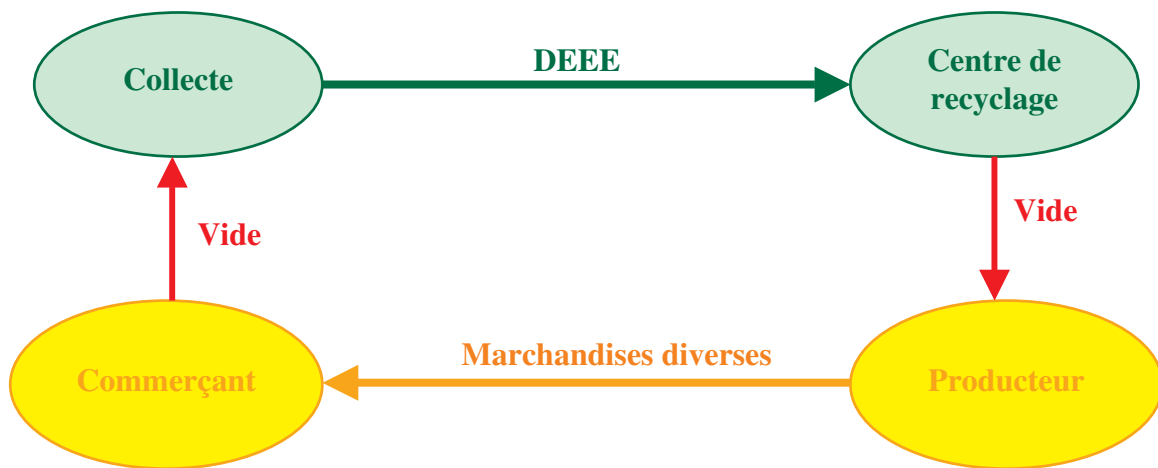 DEEE
Collecte
Centre de
recyclage
Vide
Vide
Marchandises diverses
Commerçant
Producteur